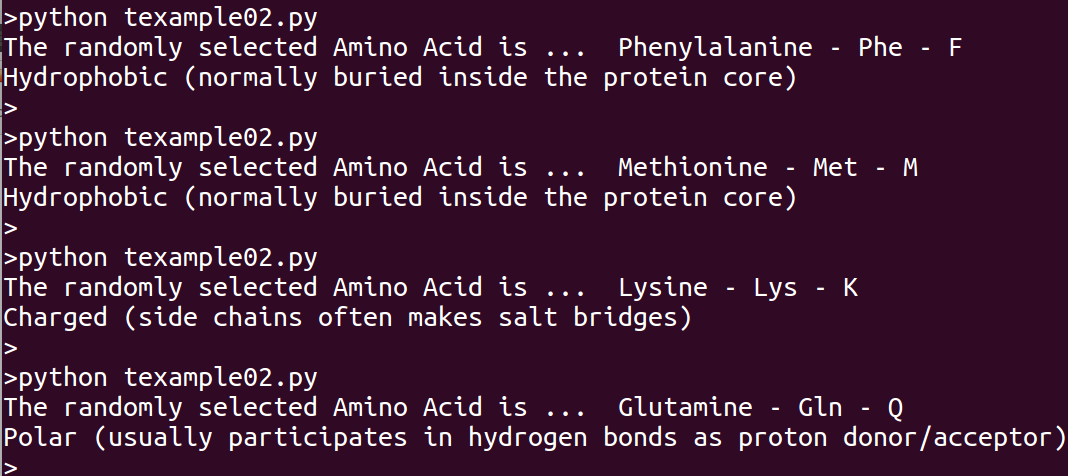 >python texample02.py
The randomly selected Amino Acid is ...  Phenylalanine - Phe - F
Hydrophobic (normally buried inside the protein core)
>
>python texample02.py
The randomly selected Amino Acid is ...  Methionine - Met - M
Hydrophobic (normally buried inside the protein core)
>
>python texample02.py
The randomly selected Amino Acid is ...  Lysine - Lys - K
Charged (side chains often makes salt bridges)
>
>python texample02.py
The randomly selected Amino Acid is ...  Glutamine - Gln - Q
Polar (usually participates in hydrogen bonds as proton donor/acceptor)
>